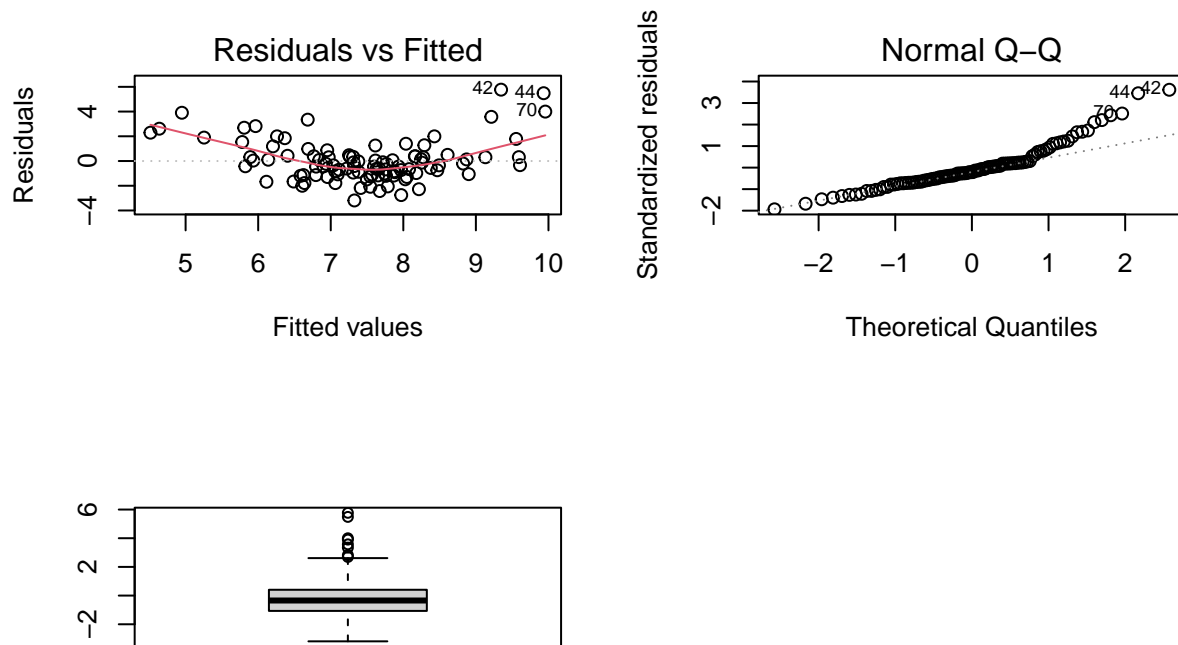 Residuals vs Fitted
Residuals
4
0
−4
42
44
70
5 6 7 8 9 10
Fitted values
Normal Q−Q
Standardized residuals
3
1
−2
44
42
70
−2 −1 0 1 2
Theoretical Quantiles
6
2
−2